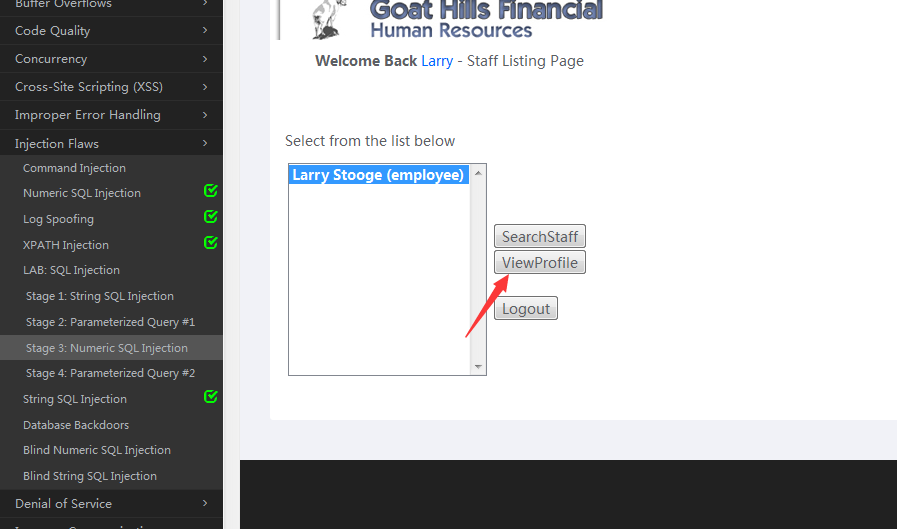 Buffer Overflows
Code Quality
Concurrency
Cross-Site Scripting (XSS)
Improper Error Handling
Injection Flaws
Command Injection
Numeric SQL Injection
Log Spoofing
XPATH Injection
LAB: SQL Injection
Stage 1: String SQL Injection
Stage 2: Parameterized Query #1
Stage 3: Numeric SQL Injection
Stage 4: Parameterized Query #2
String SQL Injection
Database Backdoors
Blind Numeric SQL Injection
Blind String SQL Injection
Denial of Service
Goat Hills Financial
Human Resources
Welcome Back Larry - Staff Listing Page
Select from the list below
Larry Stooge (employee)
SearchStaff
ViewProfile
Logout